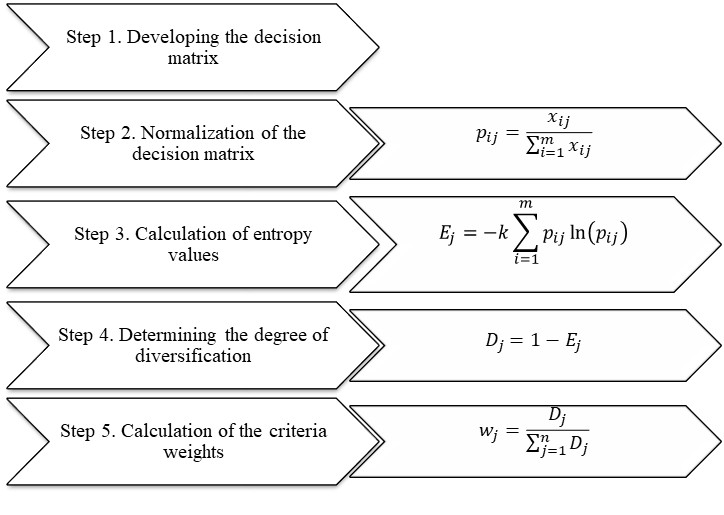 Step 1. Developing the decision
matrix
Step 2. Normalization of the
decision matrix
p_{ij} = \frac{x_{ij}}{\sum_{i=1}^{m} x_{ij}}
Step 3. Calculation of entropy
values
E_j = -k \sum_{i=1}^{m} p_{ij} \ln(p_{ij})
Step 4. Determining the degree of
diversification
D_j = 1 - E_j
Step 5. Calculation of the criteria
weights
w_j = \frac{D_j}{\sum_{j=1}^{n} D_j}